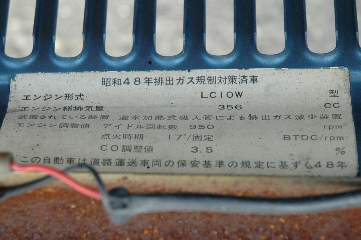 昭和48年排出ガス規制対策済車
エンジン形式 LC10W 型
エンジン総排気量 356 CC
装備されている装置 温水加熱式吸入管による排出ガス減少装置
エンジン調整値 アイドル回転数 950 rpm
点火時期 BTDC/rpm
CO調整値 3.5 %
この自動車は道路運送車両の保安基準の規定に基ずく48年